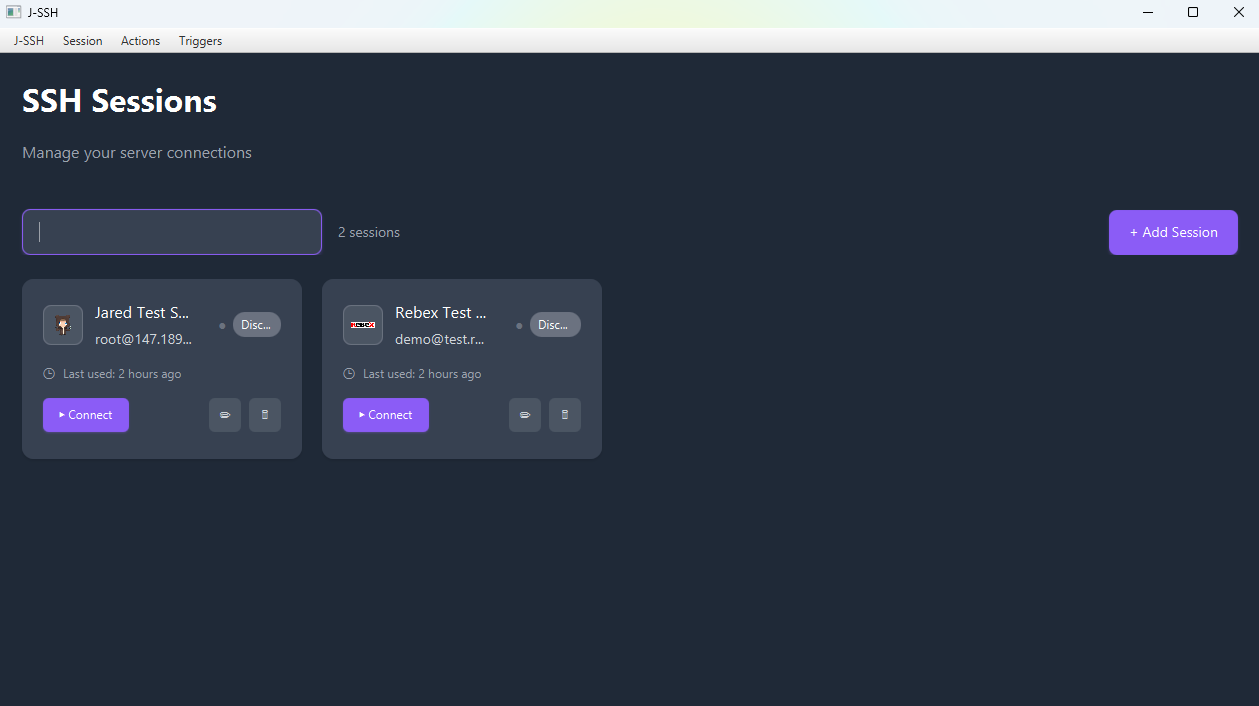 J-SSH
J-SSH Session Actions Triggers
SSH Sessions
Manage your server connections
2 sessions
+ Add Session
Jared Test S...
root@147.189...
Disc...
Last used: 2 hours ago
Connect
REBEX
Rebex Test ...
demo@test.r...
Disc...
Last used: 2 hours ago
Connect